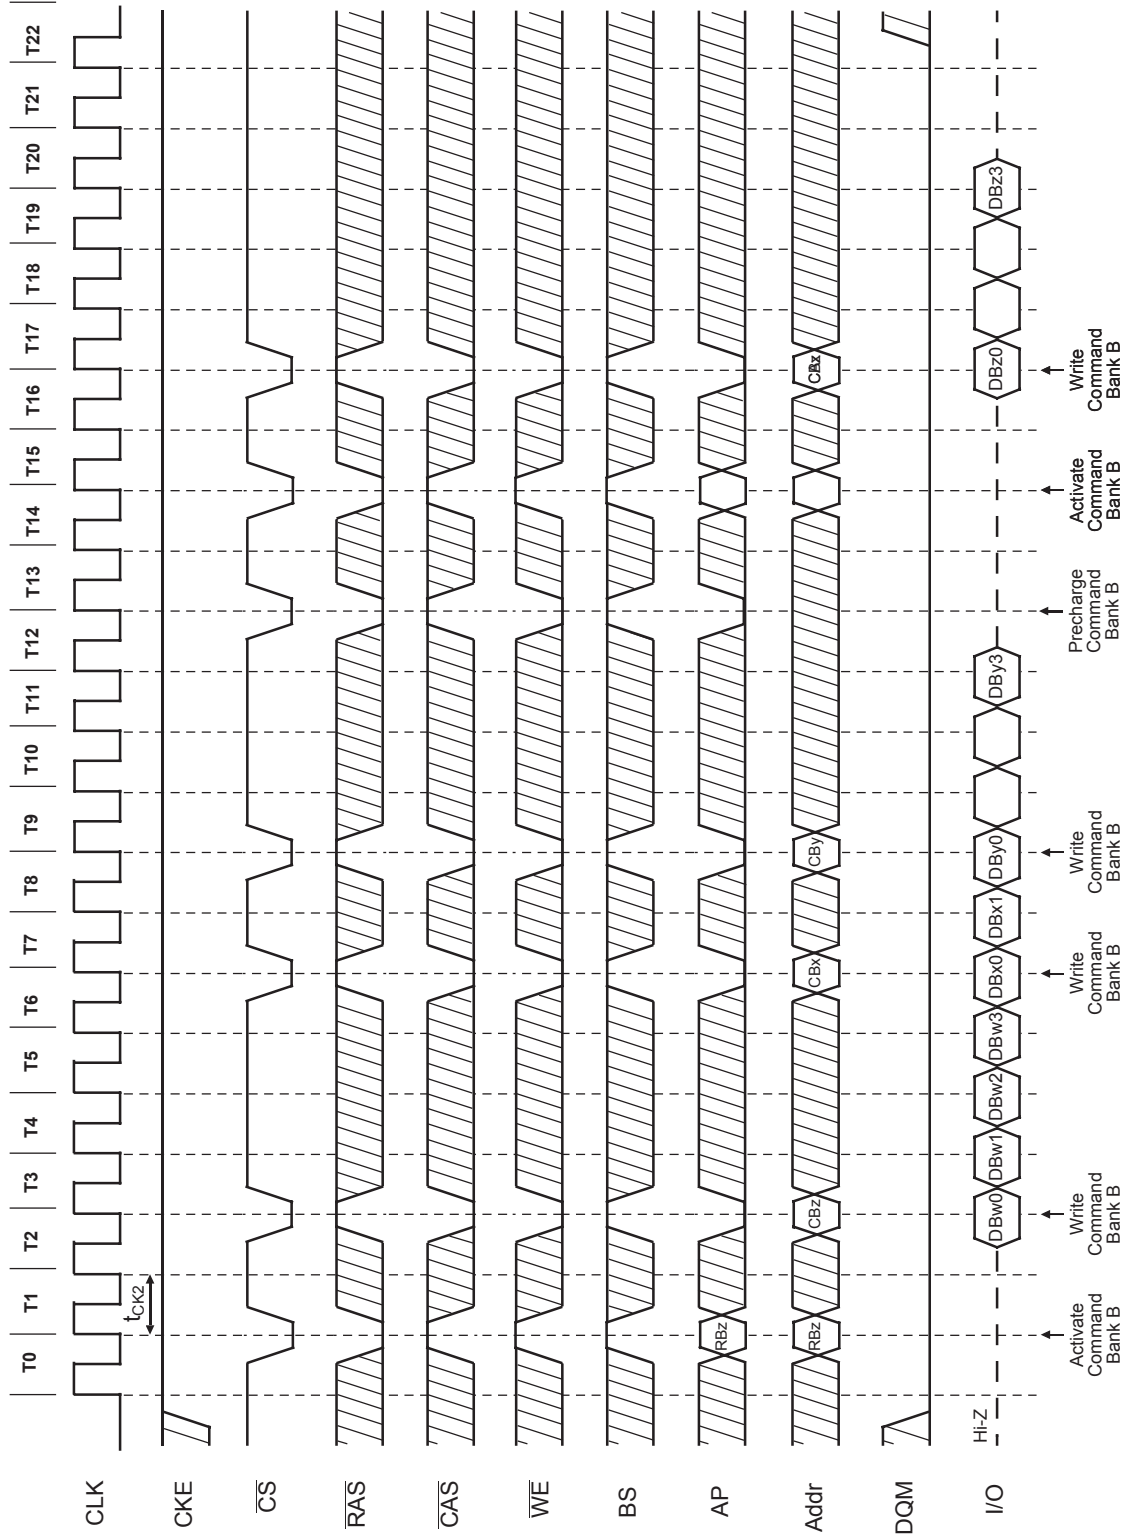 T0 T1 T2 T3 T4 T5 T6 T7 T8 T9 T10 T11 T12 T13 T14 T15 T16 T17 T18 T19 T20 T21 T22
CLK
tCK2
CKE
CS
RAS
CAS
WE
BS
AP
RBz
Addr
RBz CBz CBx CBy
DQM
I/O
Hi-Z
DBw0 DBw1 DBw2 DBw3 DBx0 DBx1 DBy0 DBy3 DBz0 DBz3
Activate
Command
Bank B
Write
Command
Bank B
Write
Command
Bank B
Write
Command
Bank B
Precharge
Command
Bank B
Activate
Command
Bank B
Write
Command
Bank B